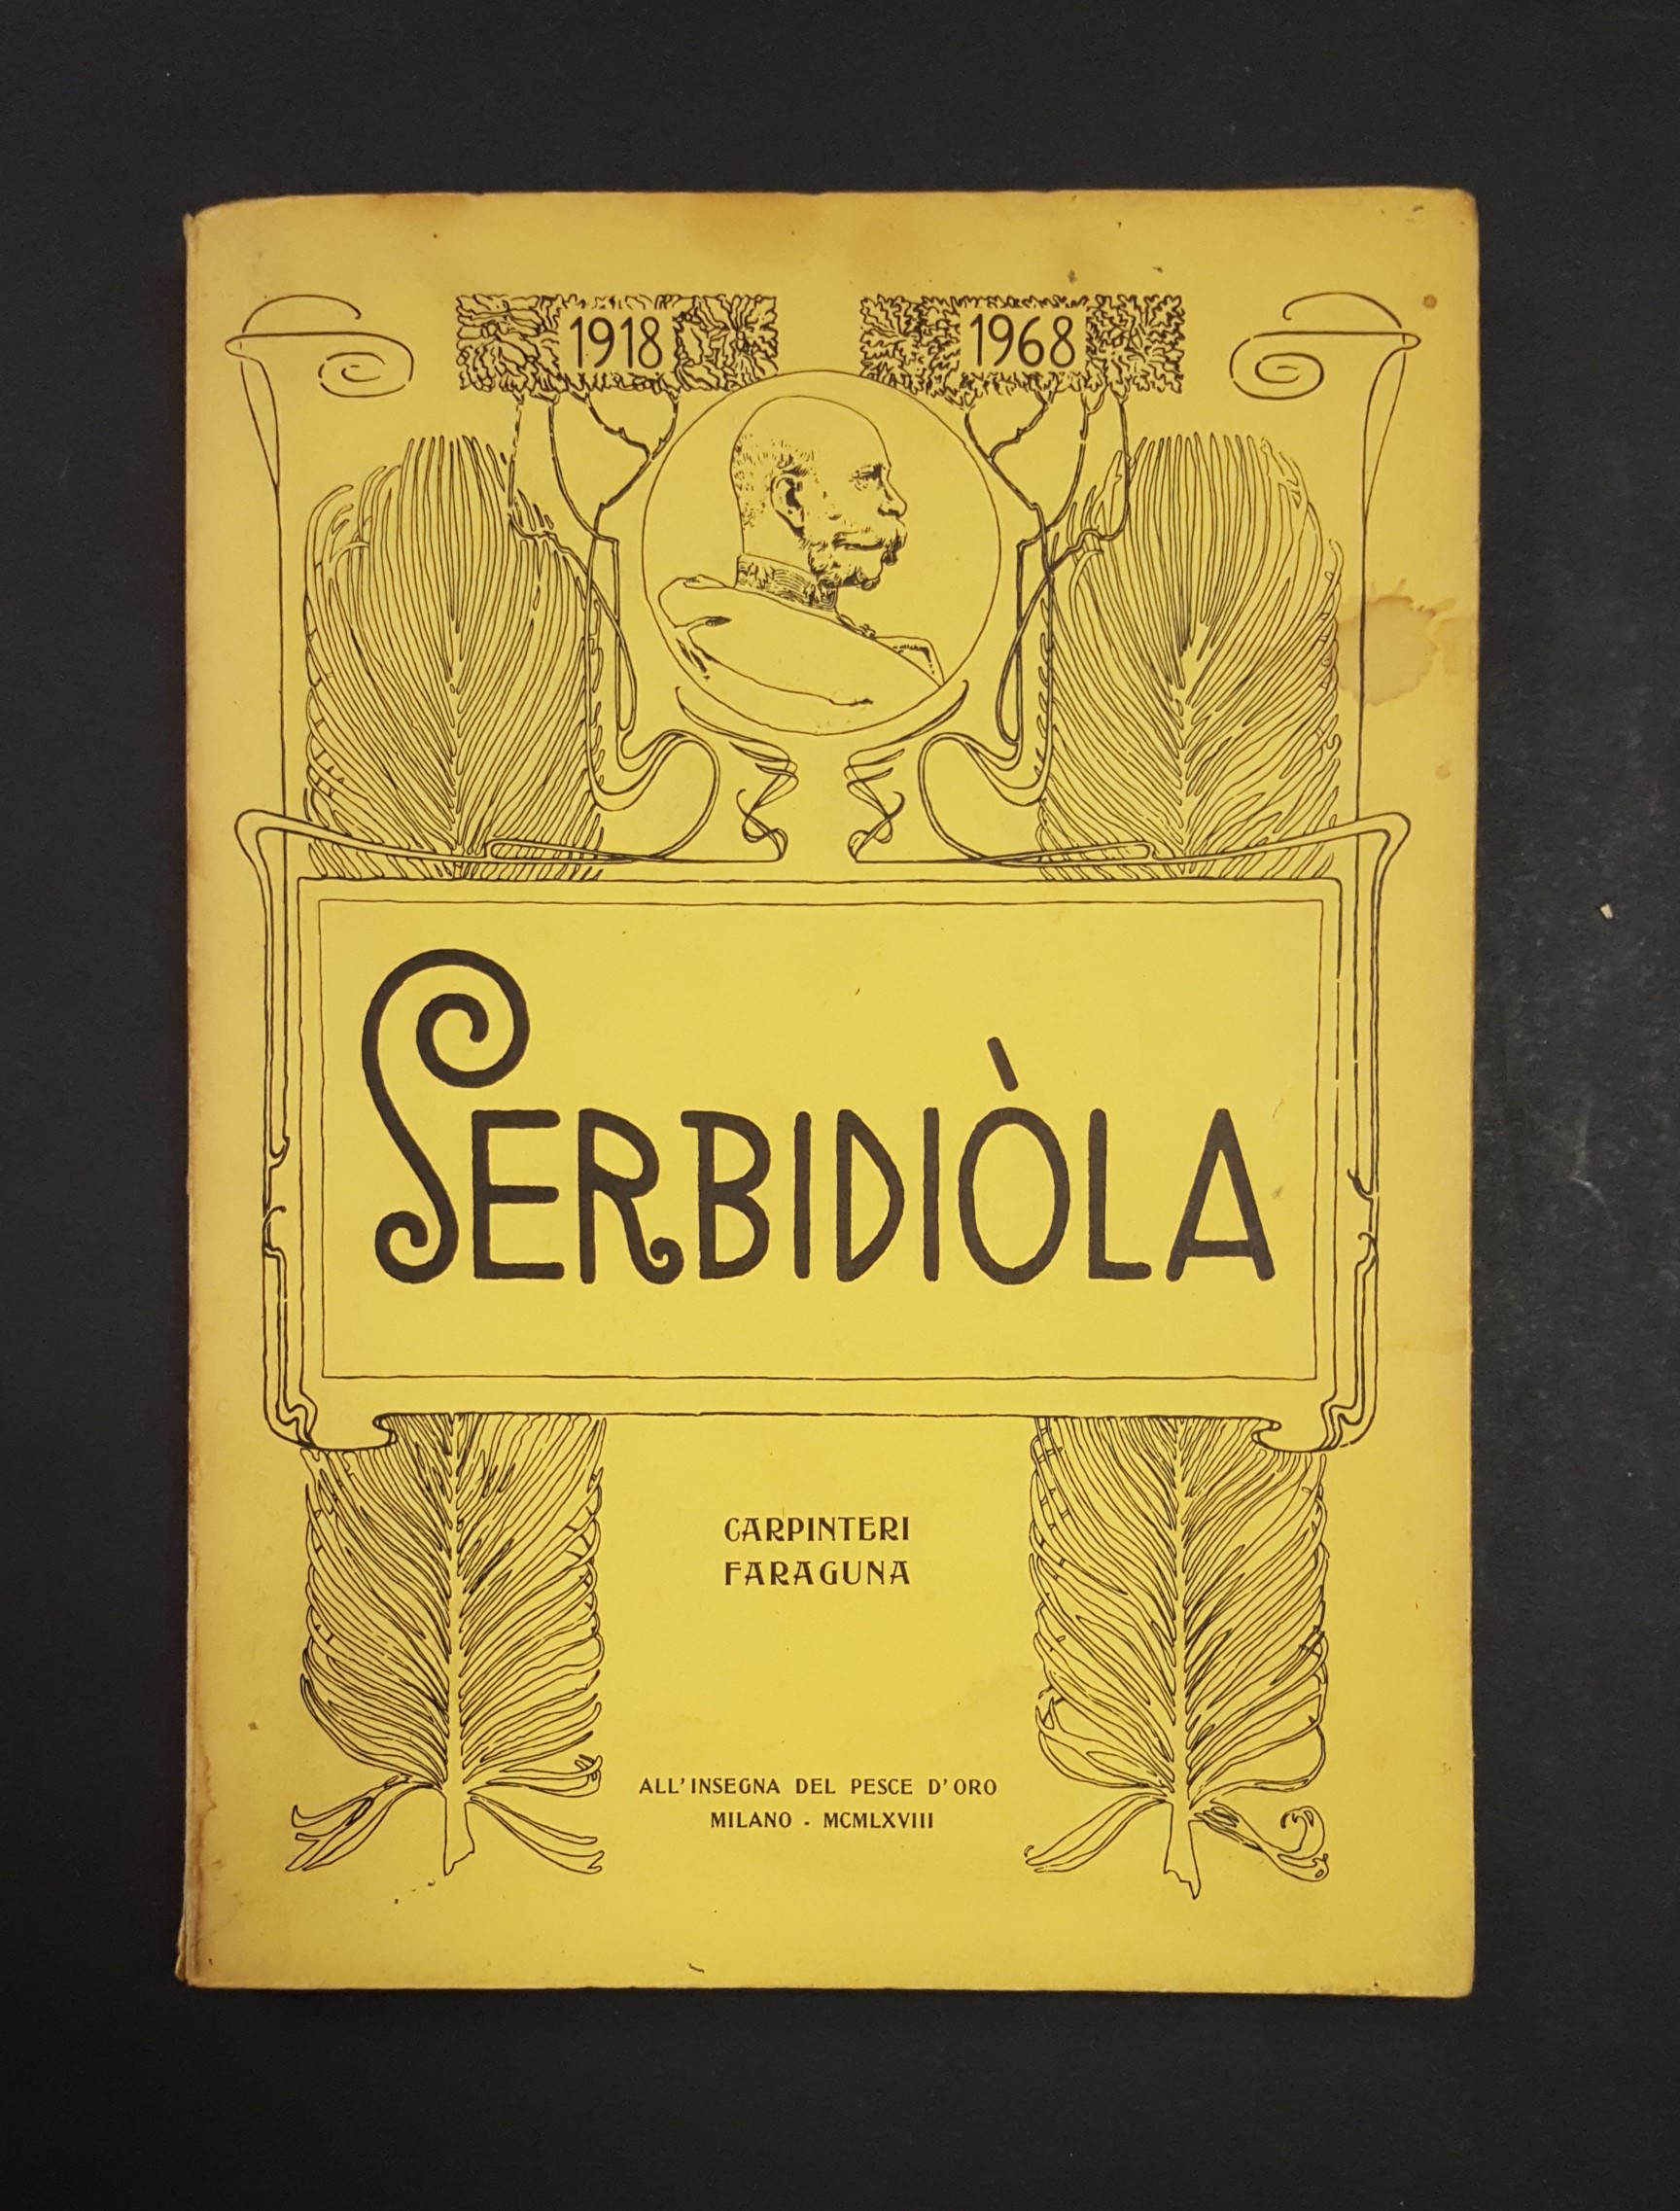 1918 1968
SERBIDIÒLA
CARPINTERI
FARAGUNA
ALL'INSEGNA DEL PESCE D'ORO
MILANO - MCMLXVIII